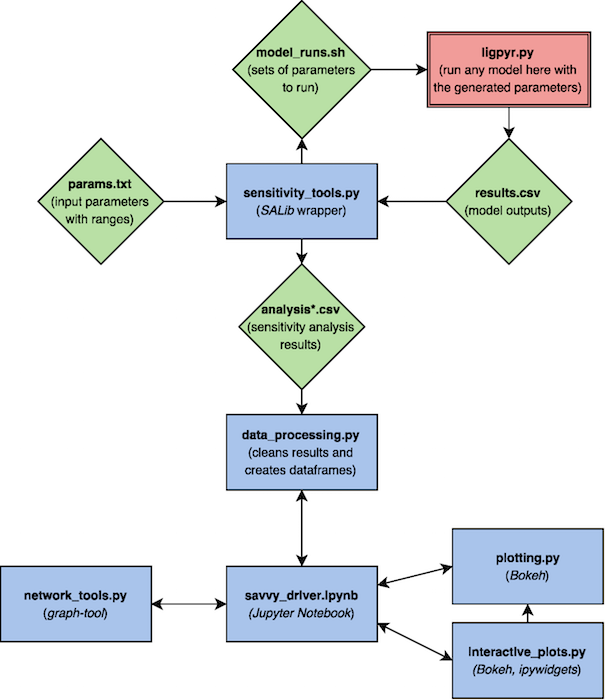 model_runs.sh
(sets of parameters
to run)
ligpyr.py
(run any model here with
the generated parameters)
params.txt
(input parameters
with ranges)
sensitivity_tools.py
(SALib wrapper)
results.csv
(model outputs)
analysis*.csv
(sensitivity analysis
results)
data_processing.py
(cleans results and
creates dataframes)
plotting.py
(Bokeh)
network_tools.py
(graph-tool)
savvy_driver.ipynb
(Jupyter Notebook)
interactive_plots.py
(Bokeh, ipywidgets)